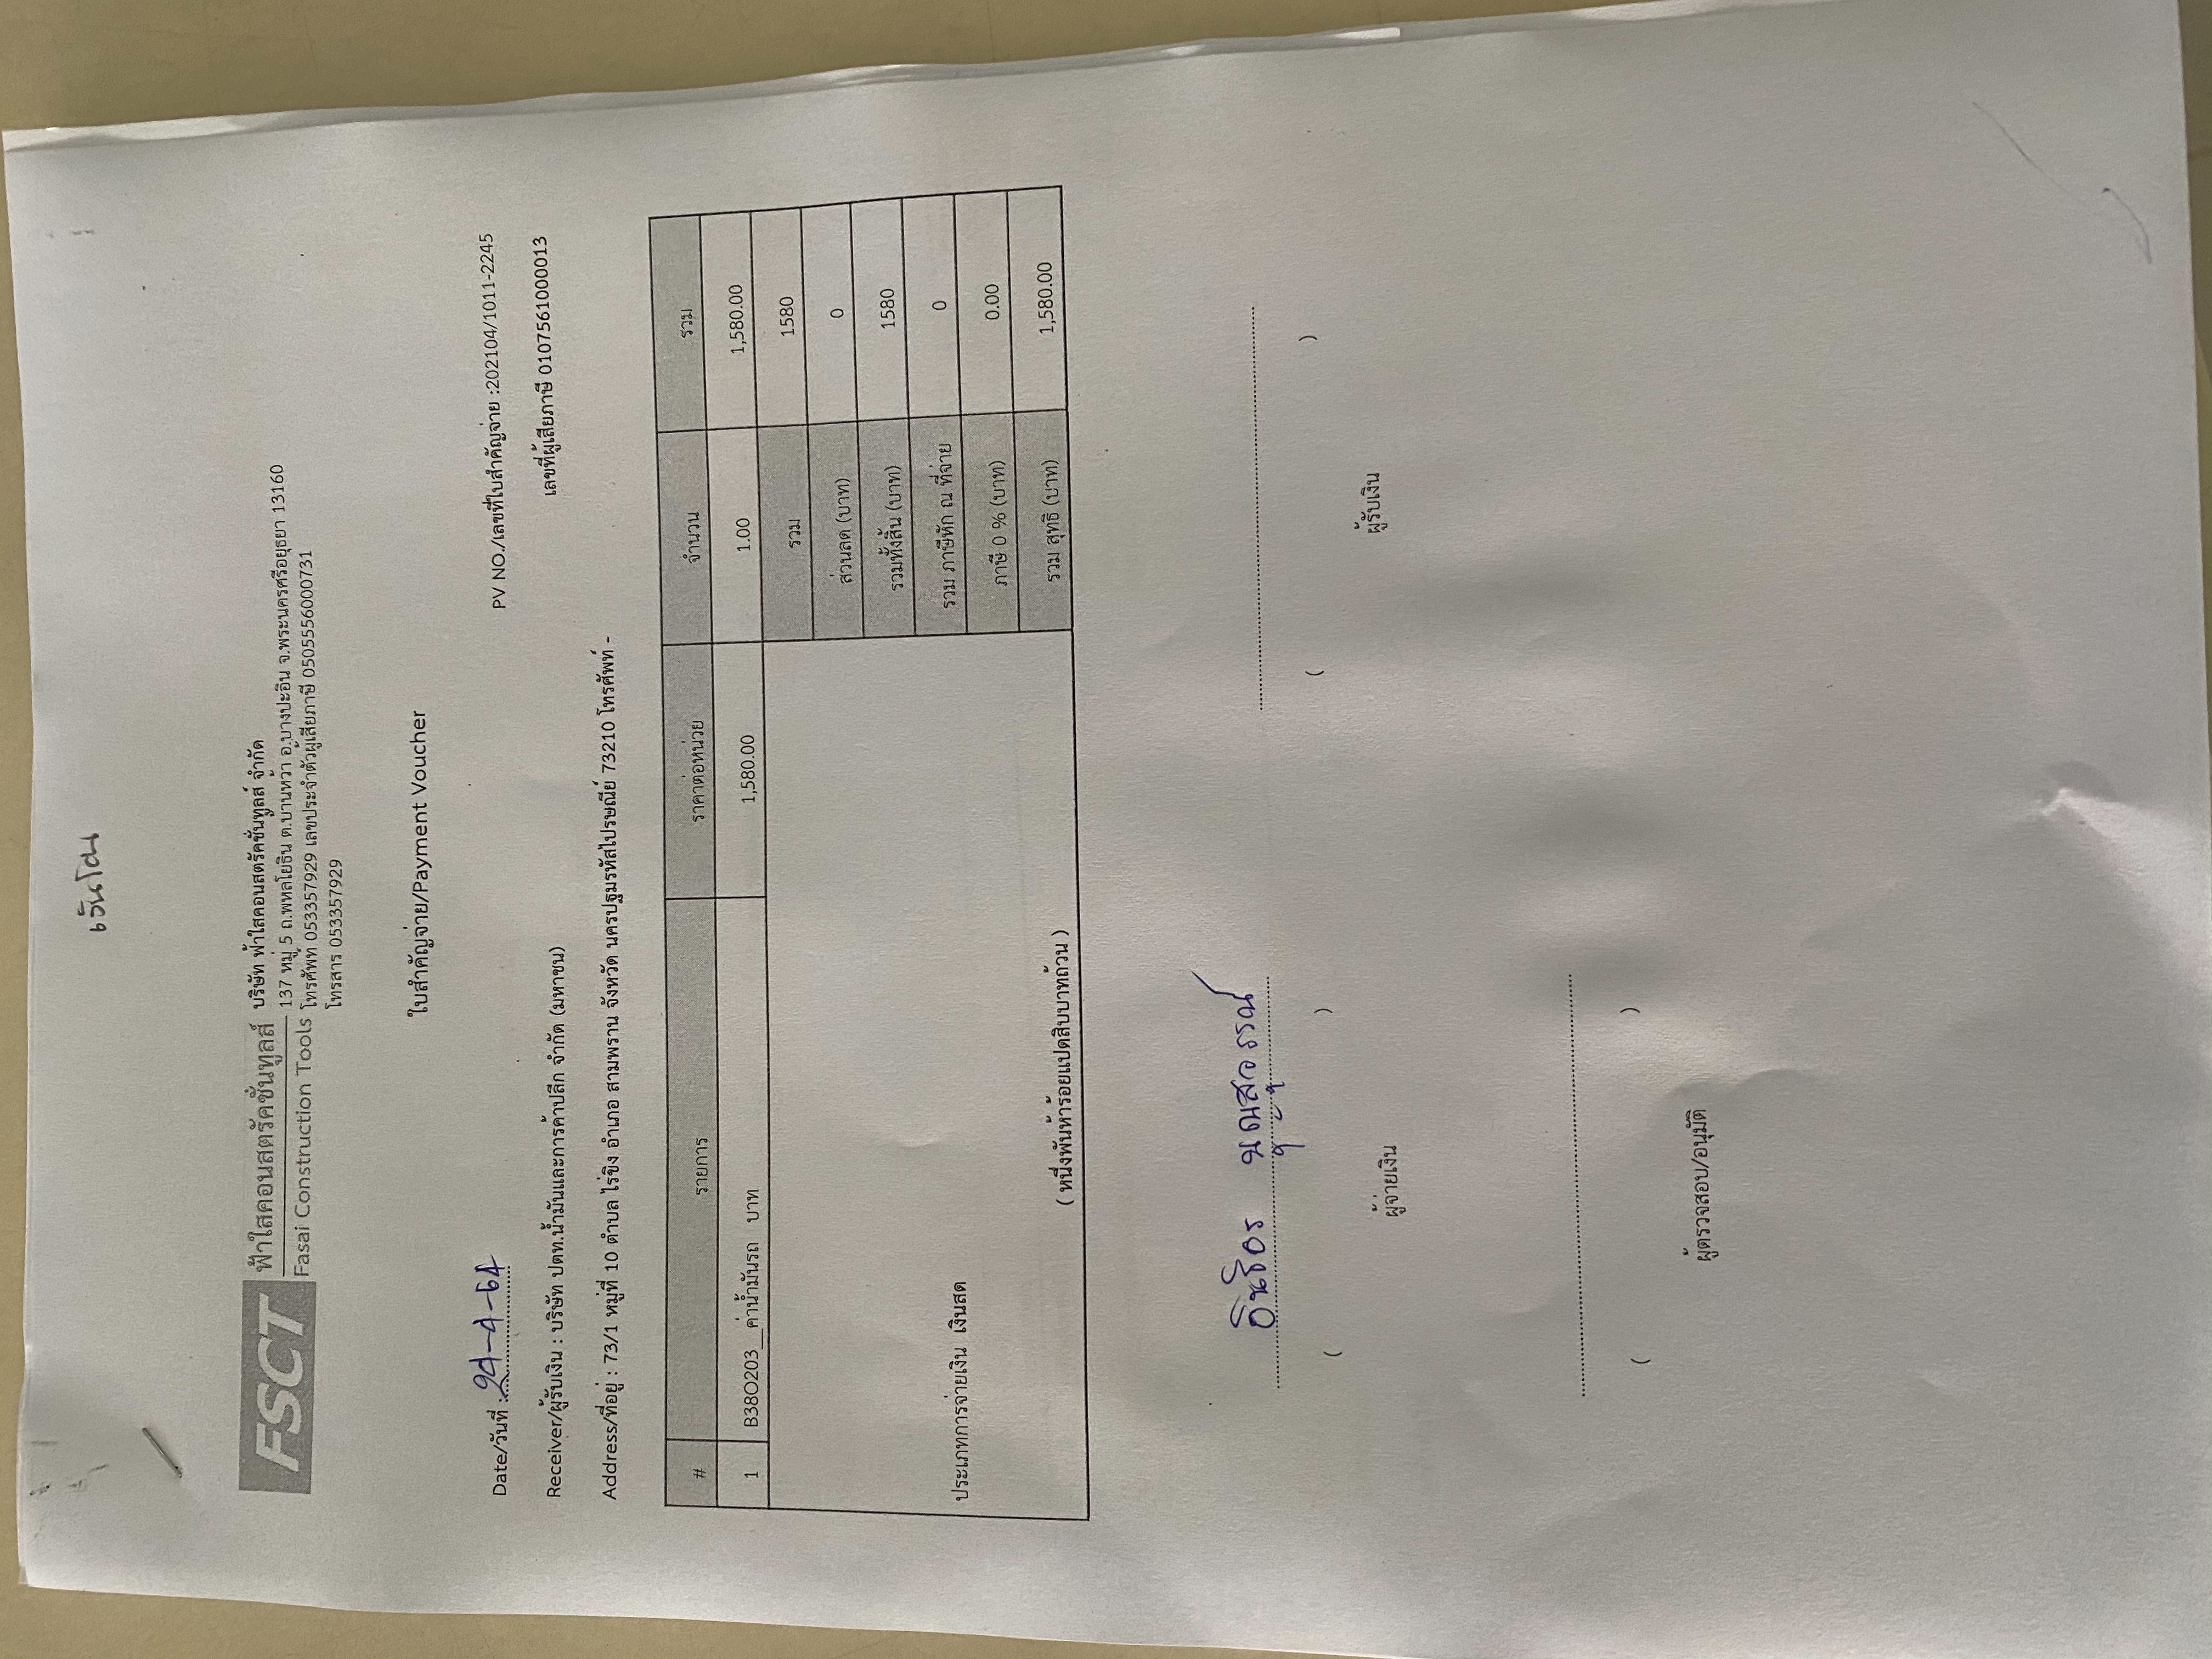 FSCT
ฟ้าใสคอนสตรัคชั่นทูลส์
Fasai Construction Tools
บริษัท ฟ้าใสคอนสตรัคชั่นทูลส์ จำกัด
137 หมู่ 5 ถ.พหลโยธิน ต.บ้านหว้า อ.บางปะอิน จ.พระนครศรีอยุธยา 13160
โทรศัพท์ 053357929 เลขประจำตัวผู้เสียภาษี 0505556000731
โทรสาร 053357929
ใบสำคัญจ่าย/Payment Voucher
Date/วันที่ : 24-4-64 PV NO./เลขที่ใบสำคัญจ่าย :202104/1011-2245
Receiver/ผู้รับเงิน : บริษัท ปตท.น้ำมันและการค้าปลีก จำกัด (มหาชน) เลขที่ผู้เสียภาษี 0107561000013
Address/ที่อยู่ : 73/1 หมู่ที่ 10 ตำบล ไร่ขิง อำเภอ สามพราน จังหวัด นครปฐมรหัสไปรษณีย์ 73210 โทรศัพท์ -
# รายการ ราคาต่อหน่วย จำนวน รวม
1 B38O203__ค่าน้ำมันรถ บาท 1,580.00 1.00 1,580.00
รวม 1580
ส่วนลด (บาท) 0
รวมทั้งสิ้น (บาท) 1580
รวม ภาษีหัก ณ ที่จ่าย 0
ประเภทการจ่ายเงิน เงินสด
ภาษี 0 % (บาท) 0.00
( หนึ่งพันห้าร้อยแปดสิบบาทถ้วน ) รวม สุทธิ (บาท) 1,580.00
( ) ( )
ผู้จ่ายเงิน ผู้รับเงิน
( )
ผู้ตรวจสอบ/อนุมัติ